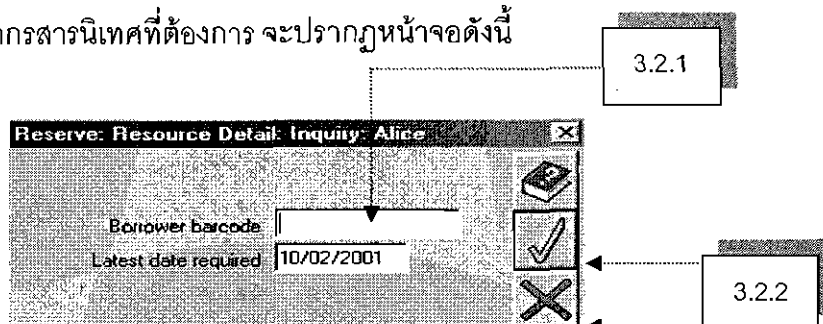 ากรสารนิเทศที่ต้องการ จะปรากฏหน้าจอดังนี้
3.2.1
Reserve: Resource Detail: Inquiry: Alice
Borrower barcode
Latest date required 10/02/2001
3.2.2